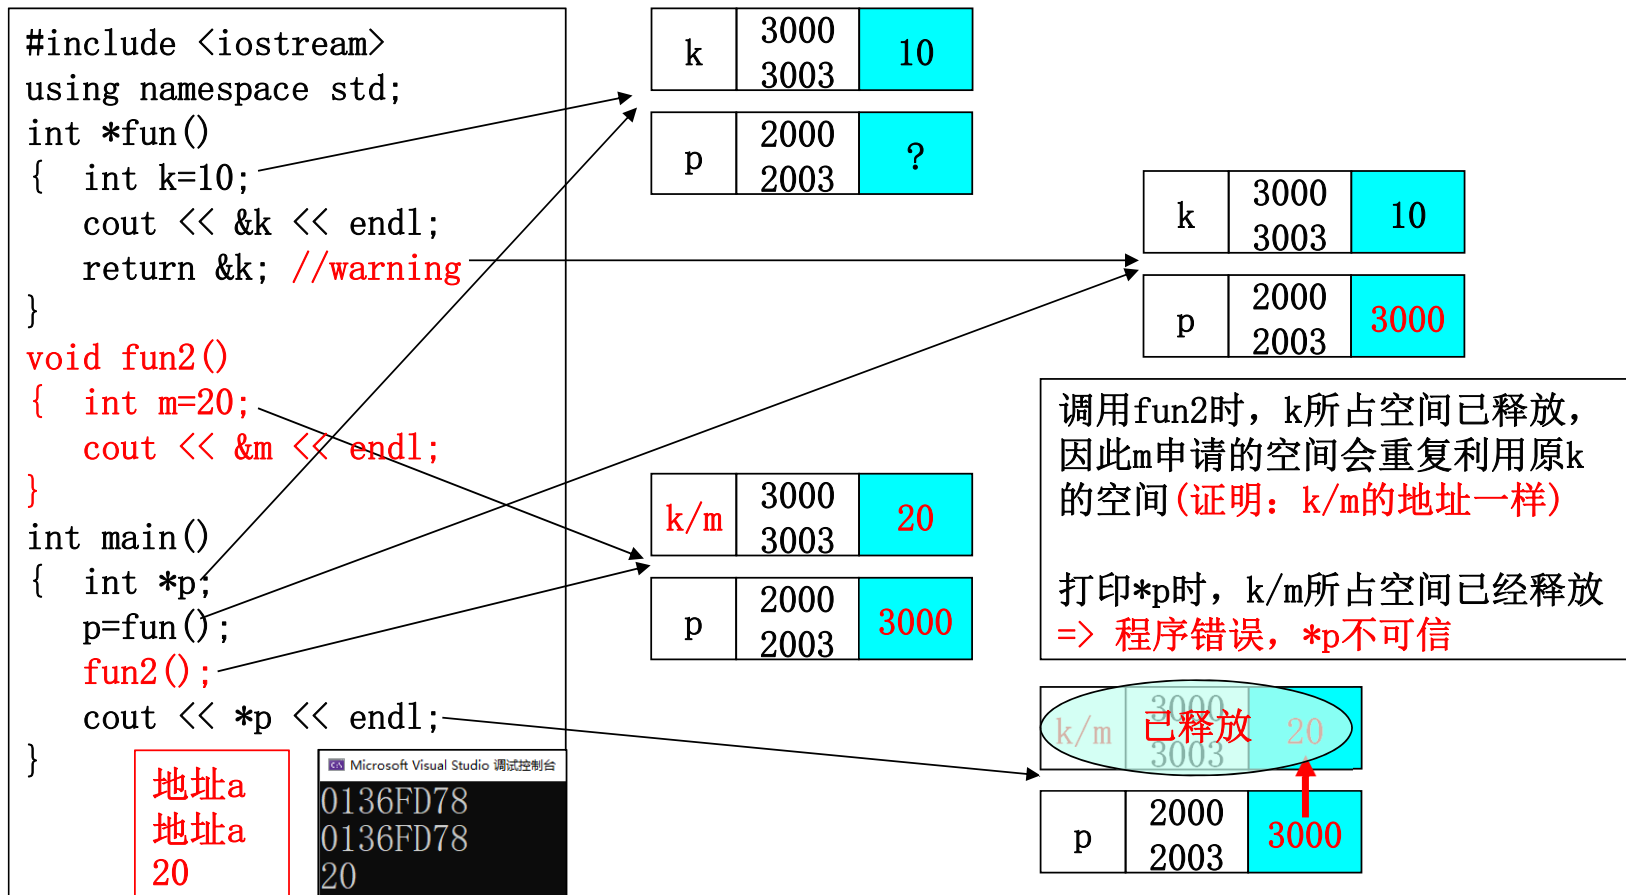 #include <iostream>
using namespace std;
int *fun()
{  int k=10;
   cout << &k << endl;
   return &k; //warning
}
void fun2()
{  int m=20;
   cout << &m << endl;
}
int main()
{  int *p;
   p=fun();
   fun2();
   cout << *p << endl;
}
地址a
地址a
20
Microsoft Visual Studio 调试控制台
0136FD78
0136FD78
20
k 3000 10
3003
p 2000 ?
2003
k 3000 10
3003
p 2000 3000
2003
k/m 3000 20
3003
p 2000 3000
2003
调用fun2时，k所占空间已释放，
因此m申请的空间会重复利用原k
的空间(证明：k/m的地址一样)
打印*p时，k/m所占空间已经释放
=> 程序错误，*p不可信
k/m 3000 20
3003
已释放
p 2000 3000
2003